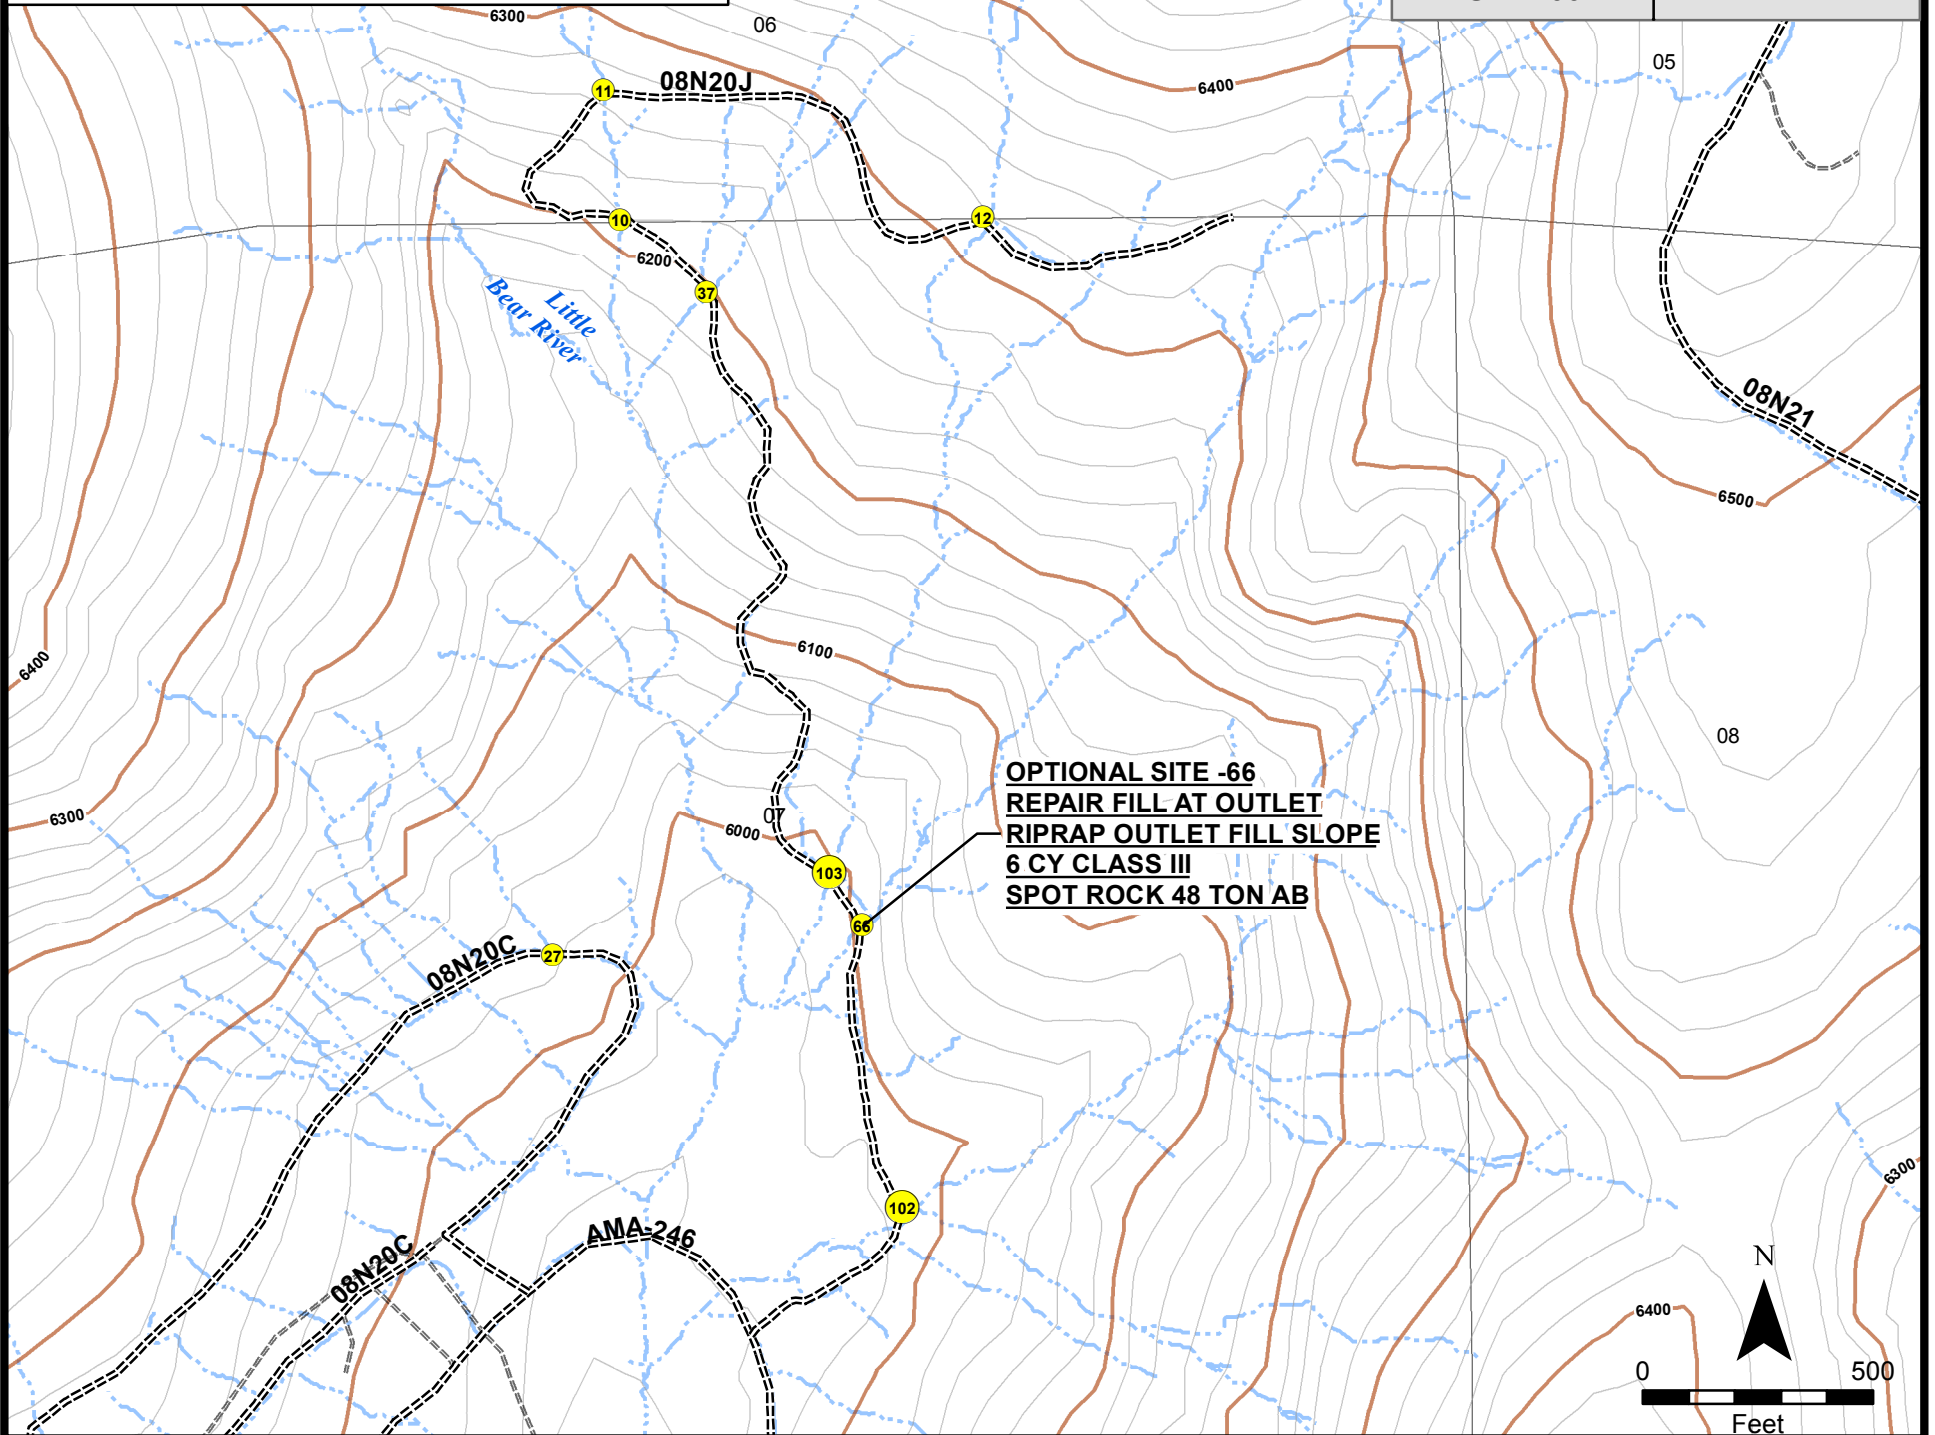 6300
06
05
08N20J
11
6400
10
12
6200
37
Little
Bear River
08N21
6500
6400
6100
08
OPTIONAL SITE -66
REPAIR FILL AT OUTLET
RIPRAP OUTLET FILL SLOPE
6 CY CLASS III
SPOT ROCK 48 TON AB
6300
07
6000
103
66
08N20C
27
6300
102
AMA-246
08N20C
N
6400
0 500
Feet